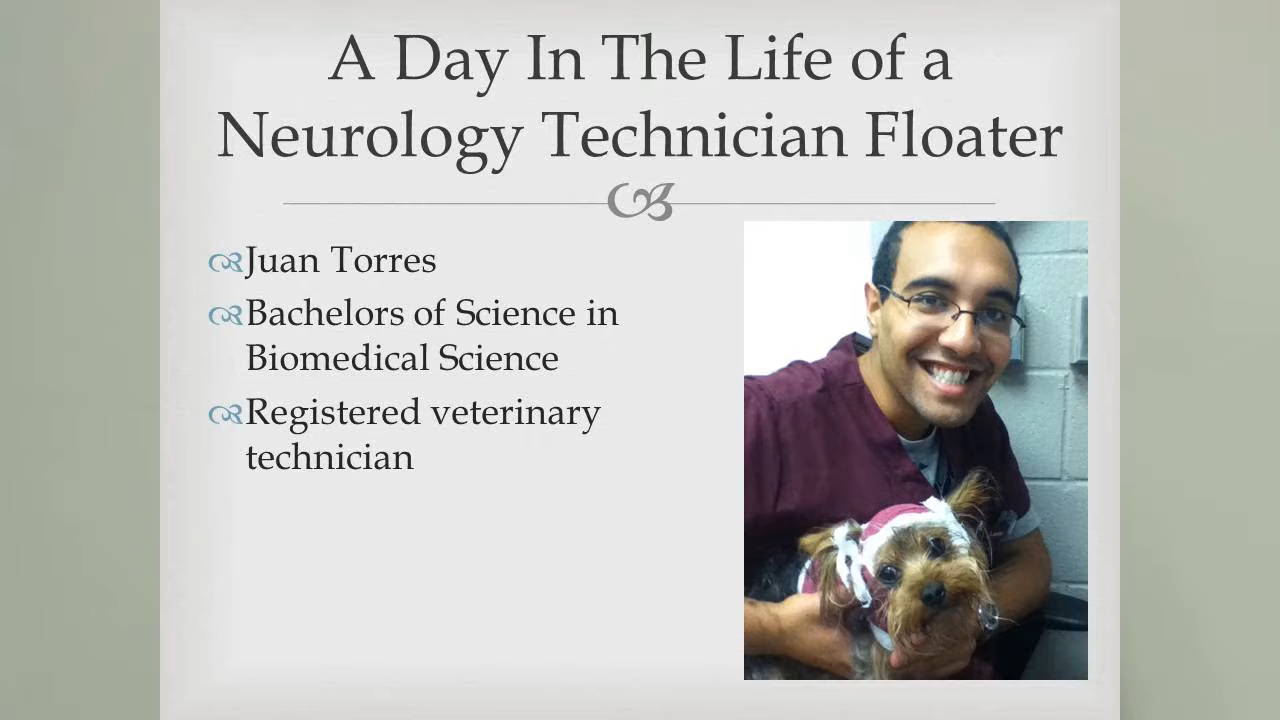 A Day In The Life of a
Neurology Technician Floater
Juan Torres
Bachelors of Science in
Biomedical Science
Registered veterinary
technician